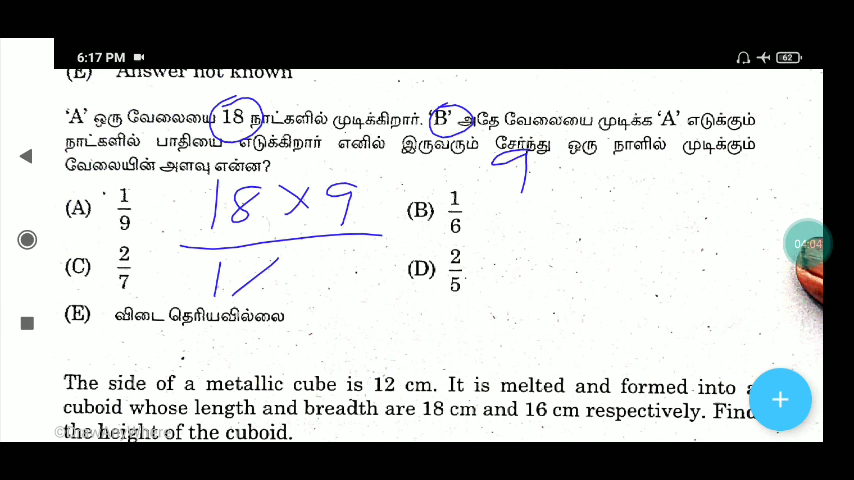 6:17 PM
62
(E) Answer not known
'A' ஒரு வேலையை 18 நாட்களில் முடிக்கிறார். 'B' அதே வேலையை முடிக்க 'A' எடுக்கும்
நாட்களில் பாதியை எடுக்கிறார் எனில் இருவரும் சேர்ந்து ஒரு நாளில் முடிக்கும்
வேலையின் அளவு என்ன?
9
(A) 1/9
(B) 1/6
18 × 9
(C) 2/7
(D) 2/5
(E) விடை தெரியவில்லை
04:04
The side of a metallic cube is 12 cm. It is melted and formed into a
cuboid whose length and breadth are 18 cm and 16 cm respectively. Find
the height of the cuboid.